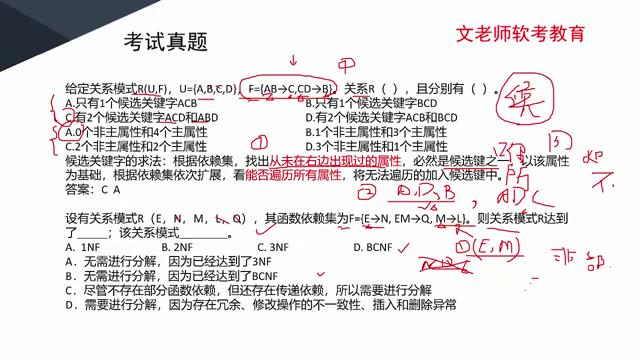 考试真题
文老师软考教育
给定关系模式R(U,F)，U={A,B,C,D}，F={AB→C,CD→B}，关系R（ ），且分别有（ ）。
A.只有1个候选关键字ACB B.只有1个候选关键字BCD
C.有2个候选关键字ACD和ABD D.有2个候选关键字ACB和BCD
A.0个非主属性和4个主属性 B.1个非主属性和3个主属性
C.2个非主属性和2个主属性 D.3个非主属性和1个主属性
候选关键字的求法：根据依赖集，找出从未在右边出现过的属性，必然是候选键之一，以该属性
为基础，根据依赖集依次扩展，看能否遍历所有属性，将无法遍历的加入候选键中。
答案：C A
① ② A,D,B , ADC
设有关系模式R（E，N，M，L，Q），其函数依赖集为F={E→N, EM→Q, M→L}。则关系模式R达到
了_____；该关系模式________。
A. 1NF B. 2NF C. 3NF D. BCNF
① (E, M)
A．无需进行分解，因为已经达到了3NF
B．无需进行分解，因为已经达到了BCNF
C．尽管不存在部分函数依赖，但还存在传递依赖，所以需要进行分解
D．需要进行分解，因为存在冗余、修改操作的不一致性、插入和删除异常